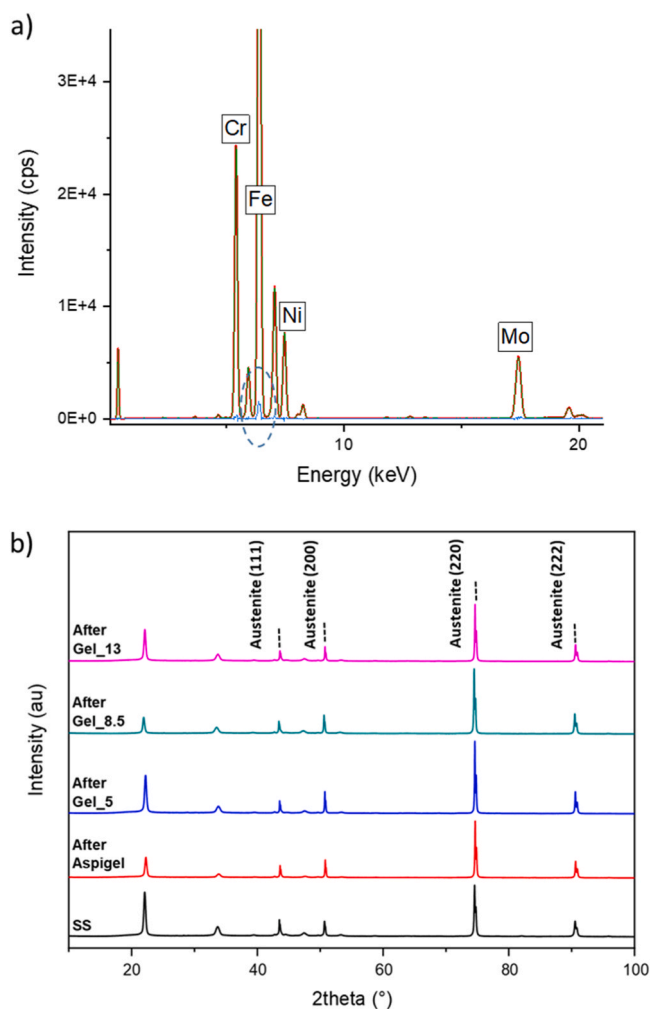 a)
3E+4
2E+4
1E+4
0E+0
Intensity (cps)
Cr
Fe
Ni
Mo
10
20
Energy (keV)
b)
Austenite (111)
Austenite (200)
Austenite (220)
Austenite (222)
After
Gel_13
After
Gel_8.5
After
Gel_5
After
Aspigel
SS
Intensity (au)
20
40
60
80
100
2theta (°)